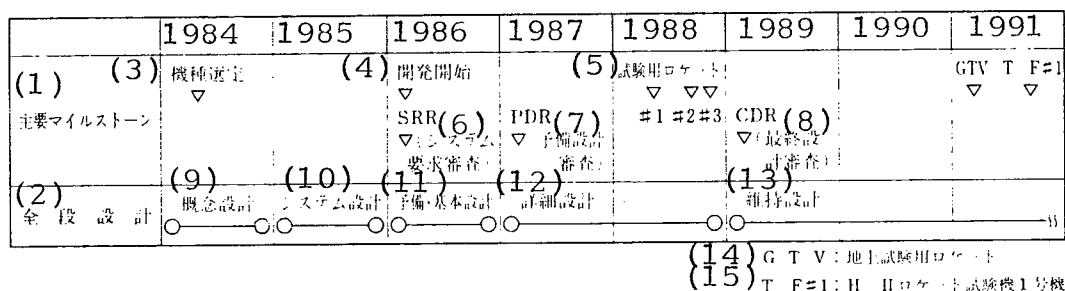 1984 1985 1986 1987 1988 1989 1990 1991
(1) 主要マイルストーン
(3) 機種選定
(4) 開発開始
(5) 試験用ロケット
#1 #2 #3
GTV T F#1
SRR (6) (システム要求審査)
PDR (7) 予備設計審査)
CDR (8) (最終設計審査)
(2) 全段設計
(9) 概念設計
(10) システム設計
(11) 予備・基本設計
(12) 詳細設計
(13) 維持設計
(14) G T V : 地上試験用ロケット
(15) T F#1 : H IIロケット試験機1号機